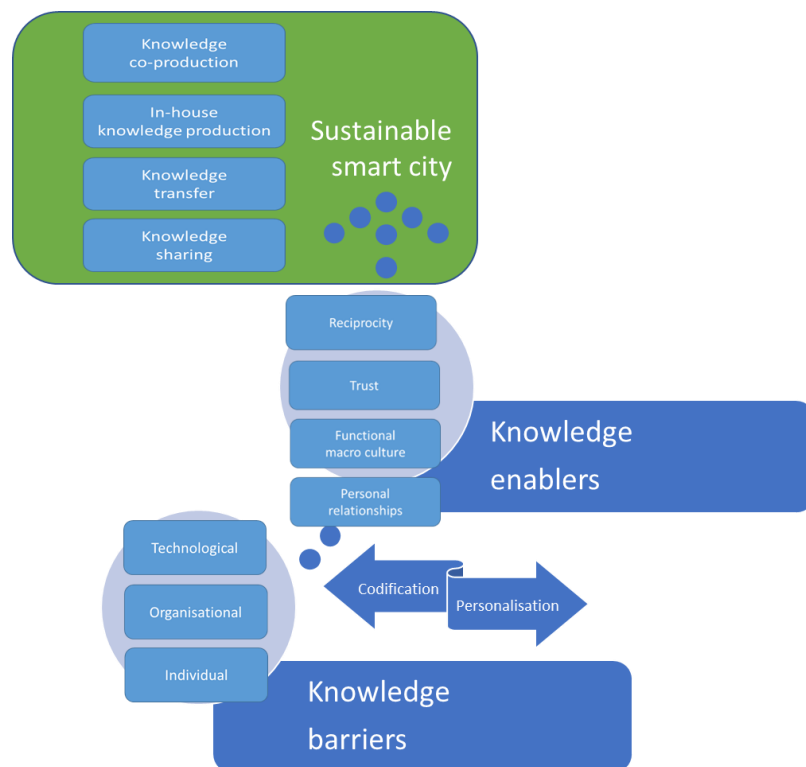 Knowledge
co-production
In-house
knowledge production
Knowledge
transfer
Knowledge
sharing
Sustainable
smart city
Reciprocity
Trust
Functional
macro culture
Personal
relationships
Knowledge
enablers
Technological
Organisational
Individual
Codification
Personalisation
Knowledge
barriers